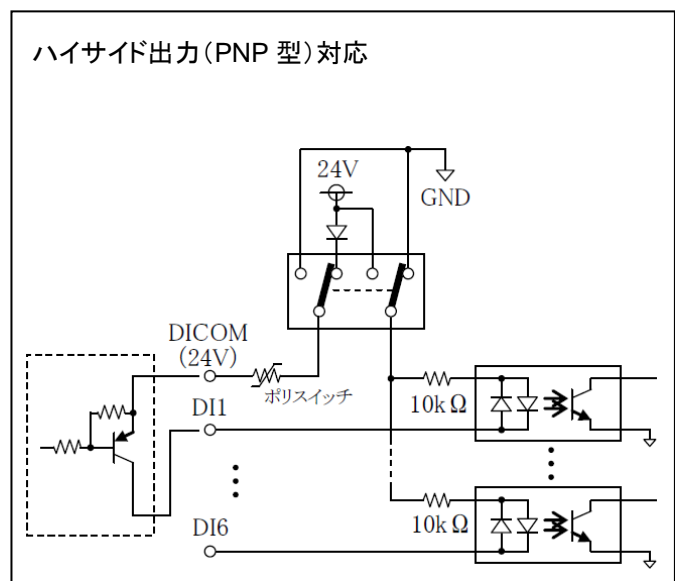 ハイサイド出力(PNP 型)対応
24V
GND
DICOM
(24V)
ポリスイッチ
DI1
10kΩ
DI6
10kΩ